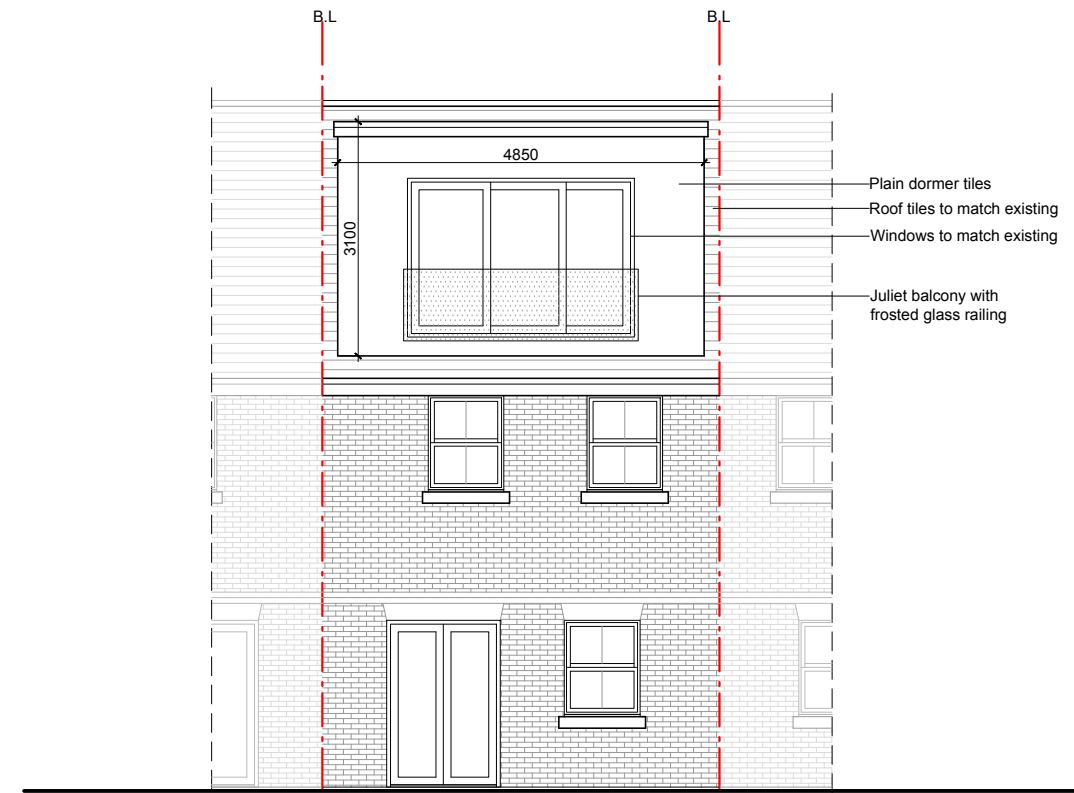 B.L
B.L
4850
3100
Plain dormer tiles
Roof tiles to match existing
Windows to match existing
Juliet balcony with
frosted glass railing